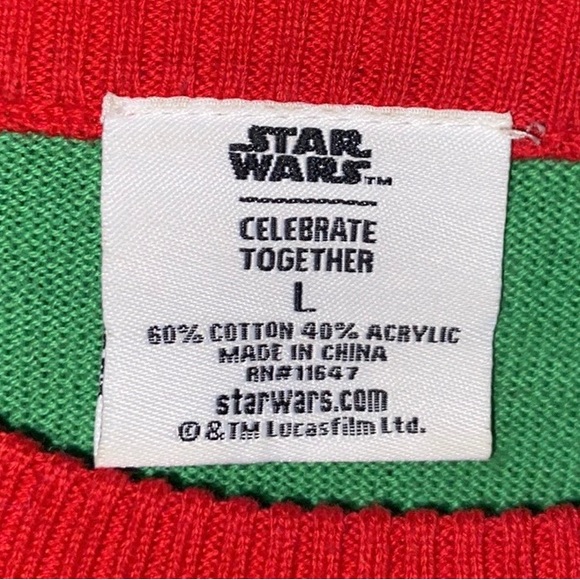 STAR
WARS™
CELEBRATE
TOGETHER
L
60% COTTON 40% ACRYLIC
MADE IN CHINA
RN#11647
starwars.com
© & TM Lucasfilm Ltd.